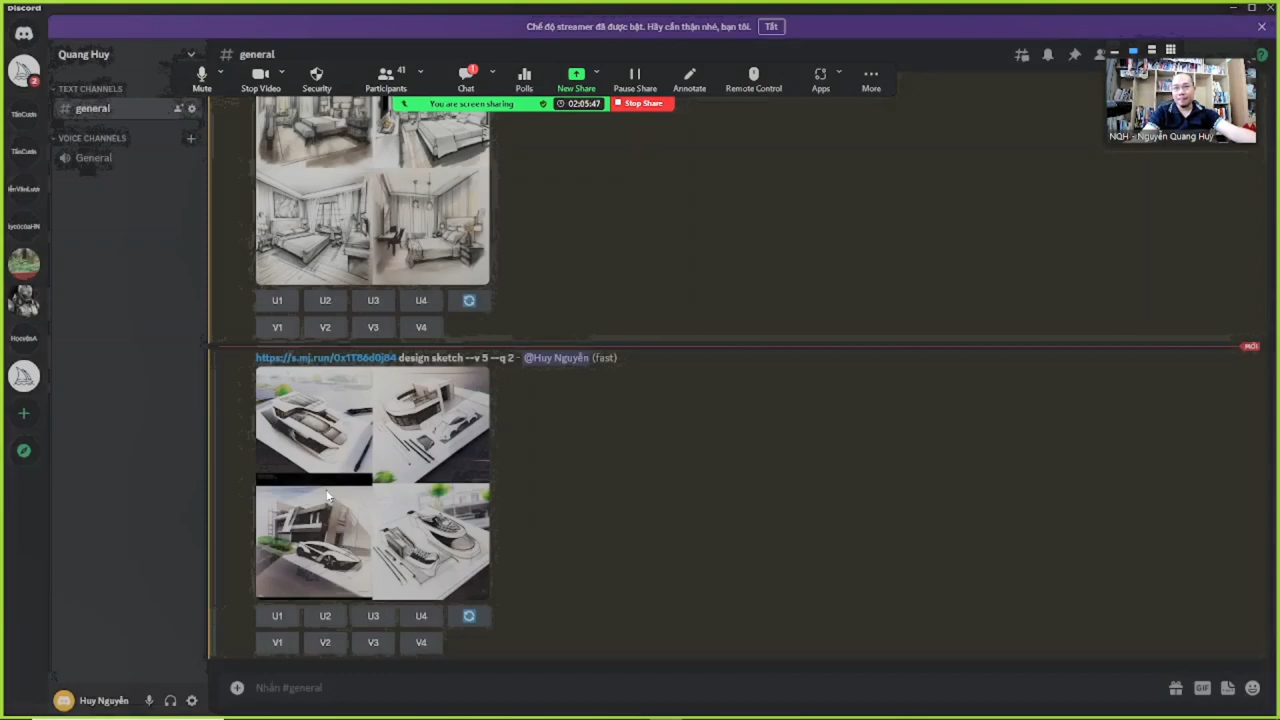 Discord
Chế độ streamer đã được bật. Hãy cẩn thận nhé, bạn tôi.
Tắt
Quang Huy
# general
41
1
Mute
Stop Video
Security
Participants
Chat
Polls
New Share
Pause Share
Annotate
Remote Control
Apps
More
You are screen sharing
02:05:47
Stop Share
NQH - Nguyễn Quang Huy
2
TEXT CHANNELS
# general
VOICE CHANNELS
General
U1 U2 U3 U4
V1 V2 V3 V4
MỚI
https://s.mj.run/0x1T86d0j84 design sketch --v 5 --q 2 - @Huy Nguyễn (fast)
U1 U2 U3 U4
V1 V2 V3 V4
Huy Nguyễn
Nhắn #general
GIF